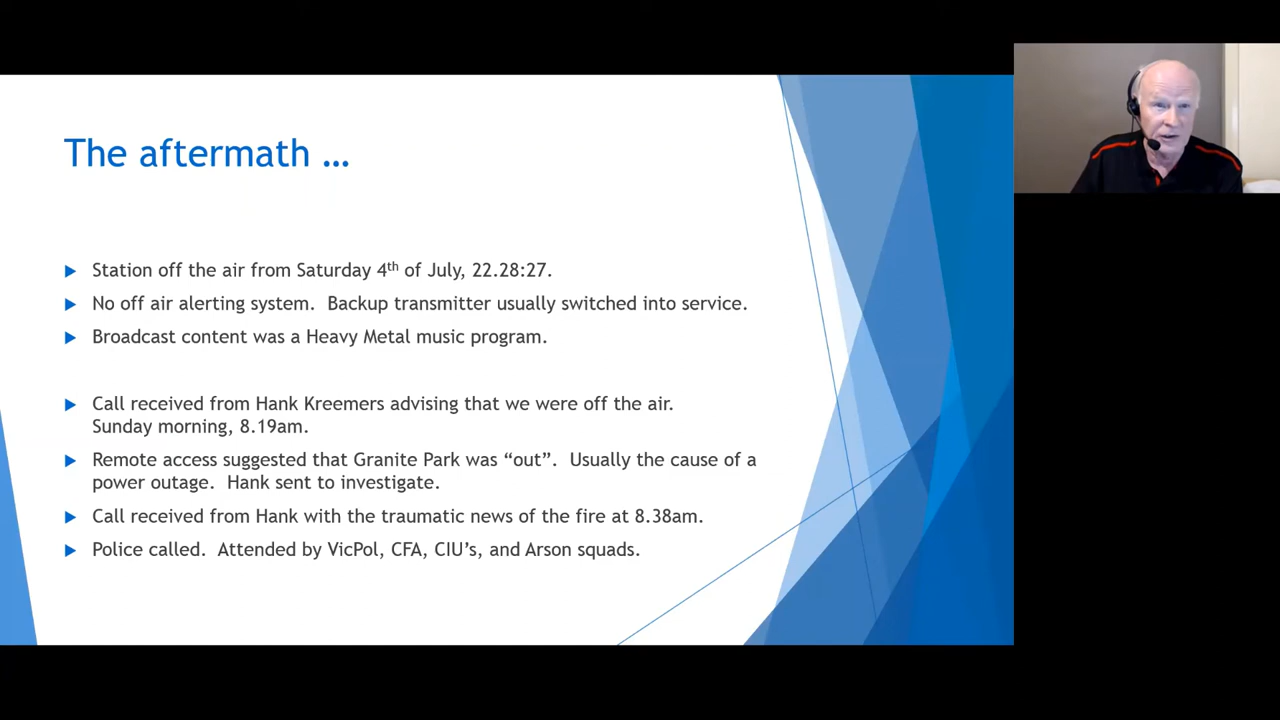 The aftermath …
Station off the air from Saturday 4th of July, 22.28:27.
No off air alerting system. Backup transmitter usually switched into service.
Broadcast content was a Heavy Metal music program.
Call received from Hank Kreemers advising that we were off the air.
Sunday morning, 8.19am.
Remote access suggested that Granite Park was “out”. Usually the cause of a
power outage. Hank sent to investigate.
Call received from Hank with the traumatic news of the fire at 8.38am.
Police called. Attended by VicPol, CFA, CIU’s, and Arson squads.